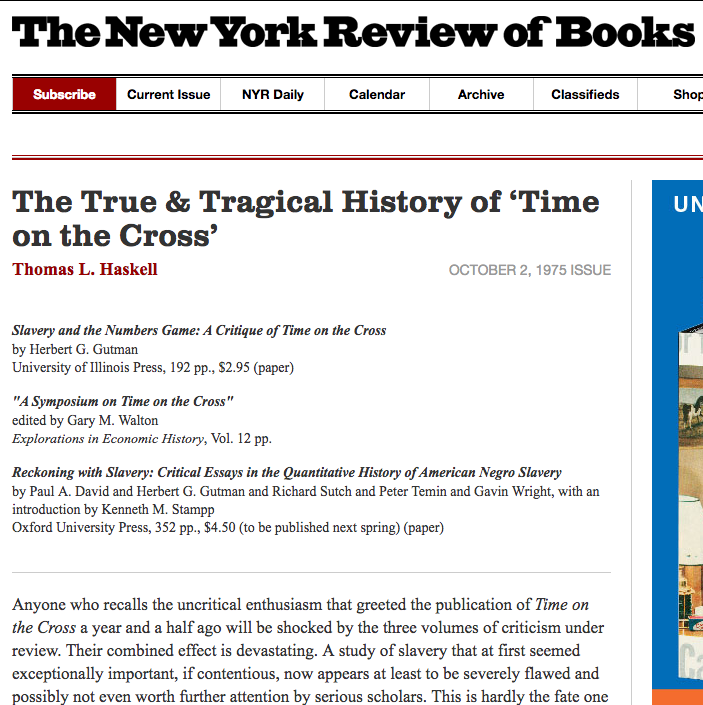 The New York Review of Books
Subscribe
Current Issue
NYR Daily
Calendar
Archive
Classifieds
Shop
The True & Tragical History of ‘Time
on the Cross’
Thomas L. Haskell
OCTOBER 2, 1975 ISSUE
UN
Slavery and the Numbers Game: A Critique of Time on the Cross
by Herbert G. Gutman
University of Illinois Press, 192 pp., $2.95 (paper)
"A Symposium on Time on the Cross"
edited by Gary M. Walton
Explorations in Economic History, Vol. 12 pp.
Reckoning with Slavery: Critical Essays in the Quantitative History of American Negro Slavery
by Paul A. David and Herbert G. Gutman and Richard Sutch and Peter Temin and Gavin Wright, with an
introduction by Kenneth M. Stampp
Oxford University Press, 352 pp., $4.50 (to be published next spring) (paper)
Anyone who recalls the uncritical enthusiasm that greeted the publication of Time on
the Cross a year and a half ago will be shocked by the three volumes of criticism under
review. Their combined effect is devastating. A study of slavery that at first seemed
exceptionally important, if contentious, now appears at least to be severely flawed and
possibly not even worth further attention by serious scholars. This is hardly the fate one